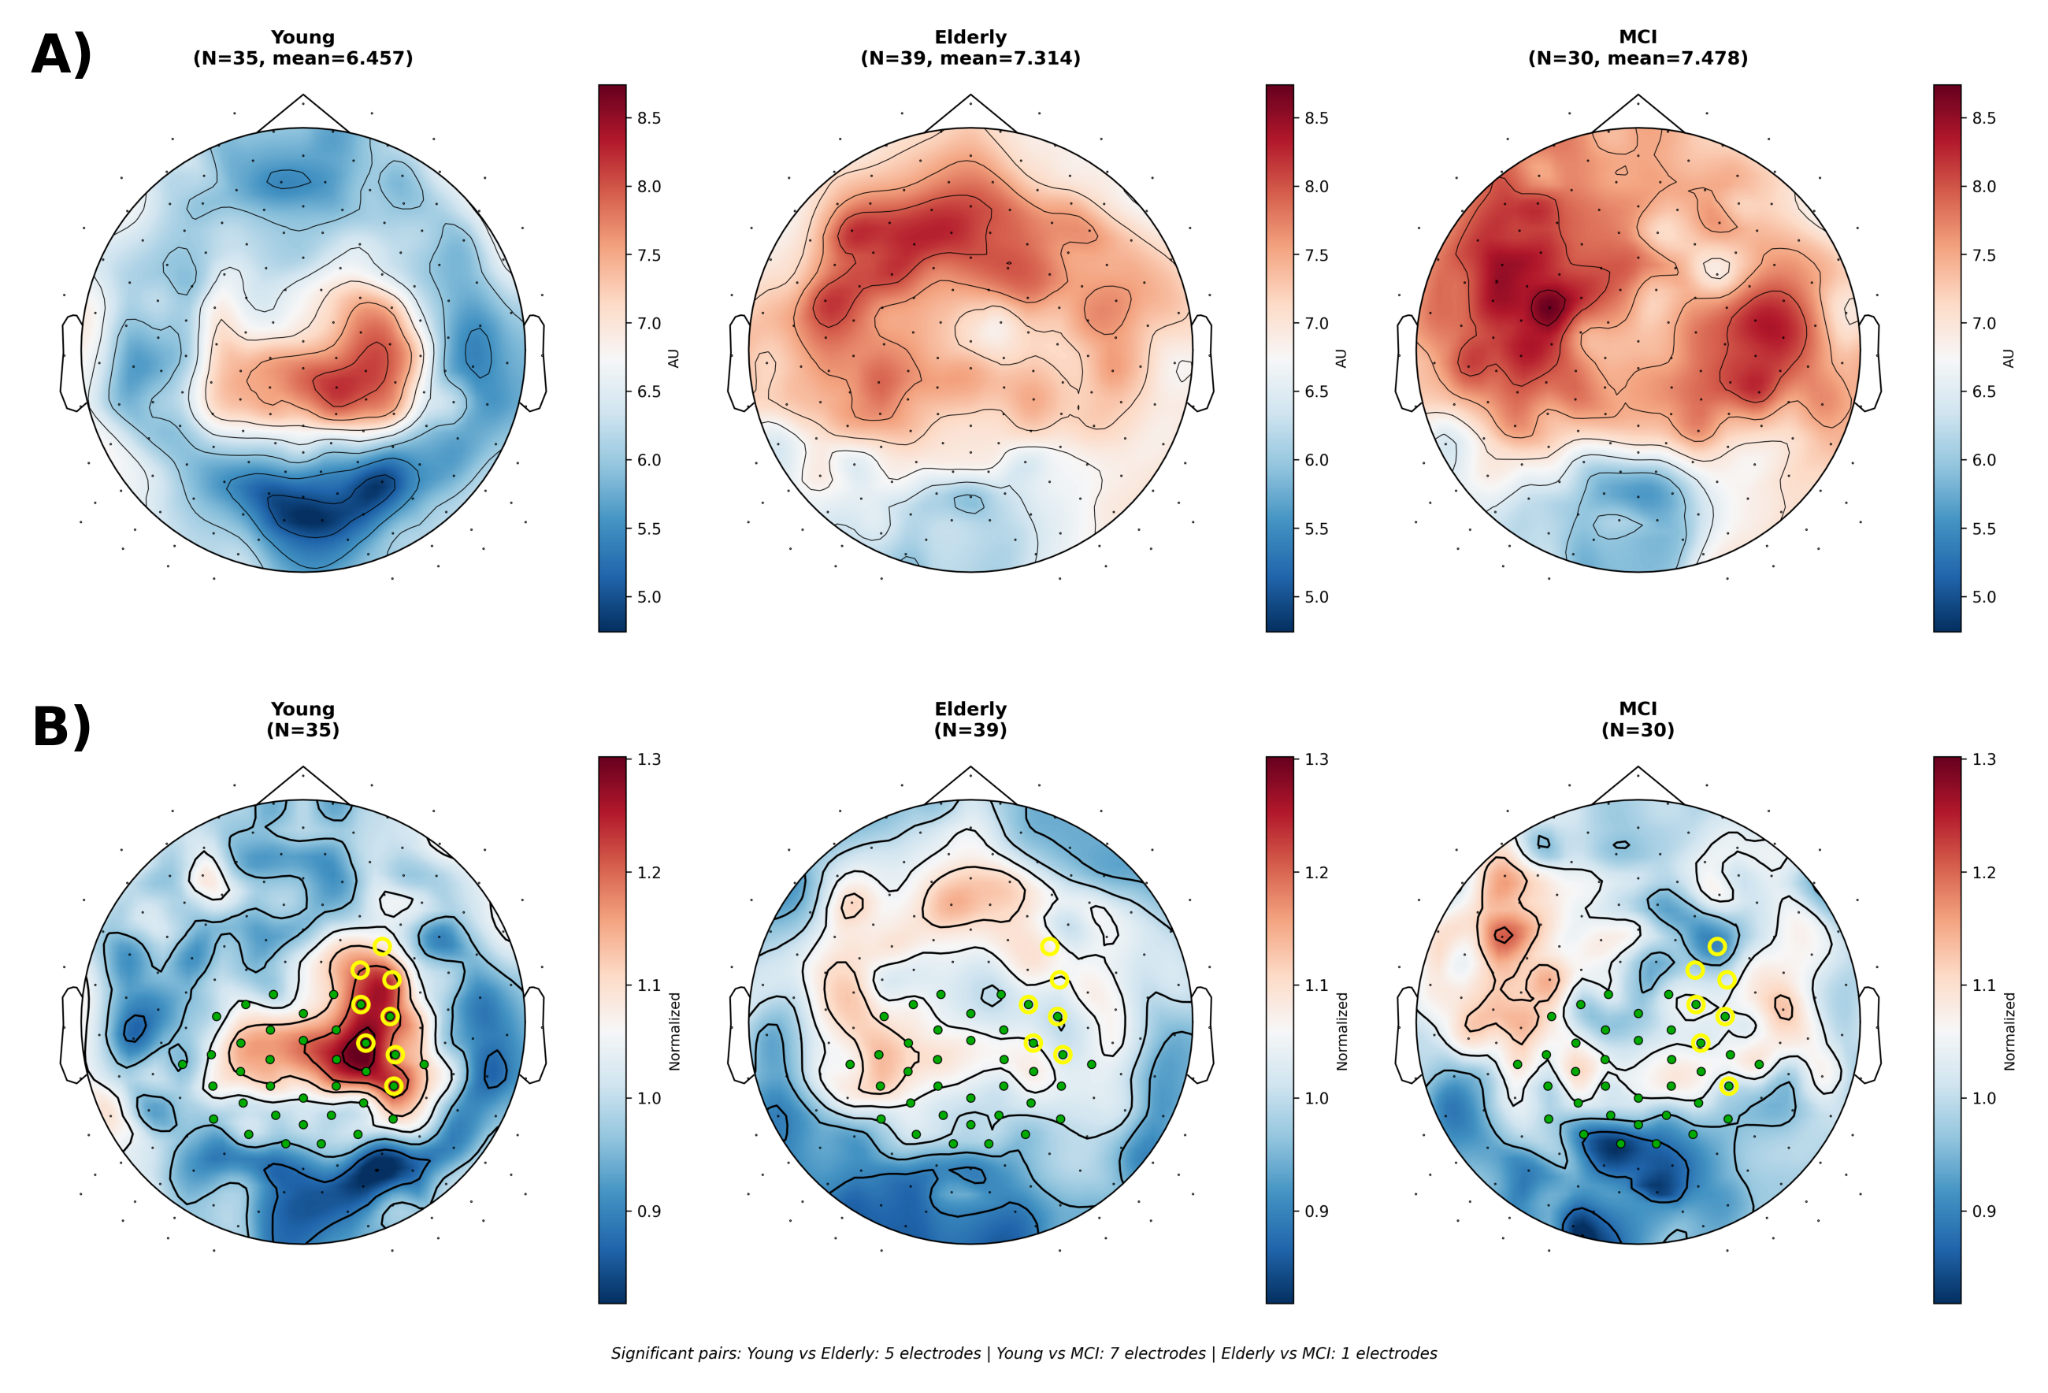 A)
Young
(N=35, mean=6.457)
Elderly
(N=39, mean=7.314)
MCI
(N=30, mean=7.478)
8.5
8.0
7.5
7.0
6.5
6.0
5.5
5.0
AU
8.5
8.0
7.5
7.0
6.5
6.0
5.5
5.0
AU
8.5
8.0
7.5
7.0
6.5
6.0
5.5
5.0
AU
B)
Young
(N=35)
Elderly
(N=39)
MCI
(N=30)
1.3
1.2
1.1
1.0
0.9
Normalized
1.3
1.2
1.1
1.0
0.9
Normalized
1.3
1.2
1.1
1.0
0.9
Normalized
Significant pairs: Young vs Elderly: 5 electrodes | Young vs MCI: 7 electrodes | Elderly vs MCI: 1 electrodes